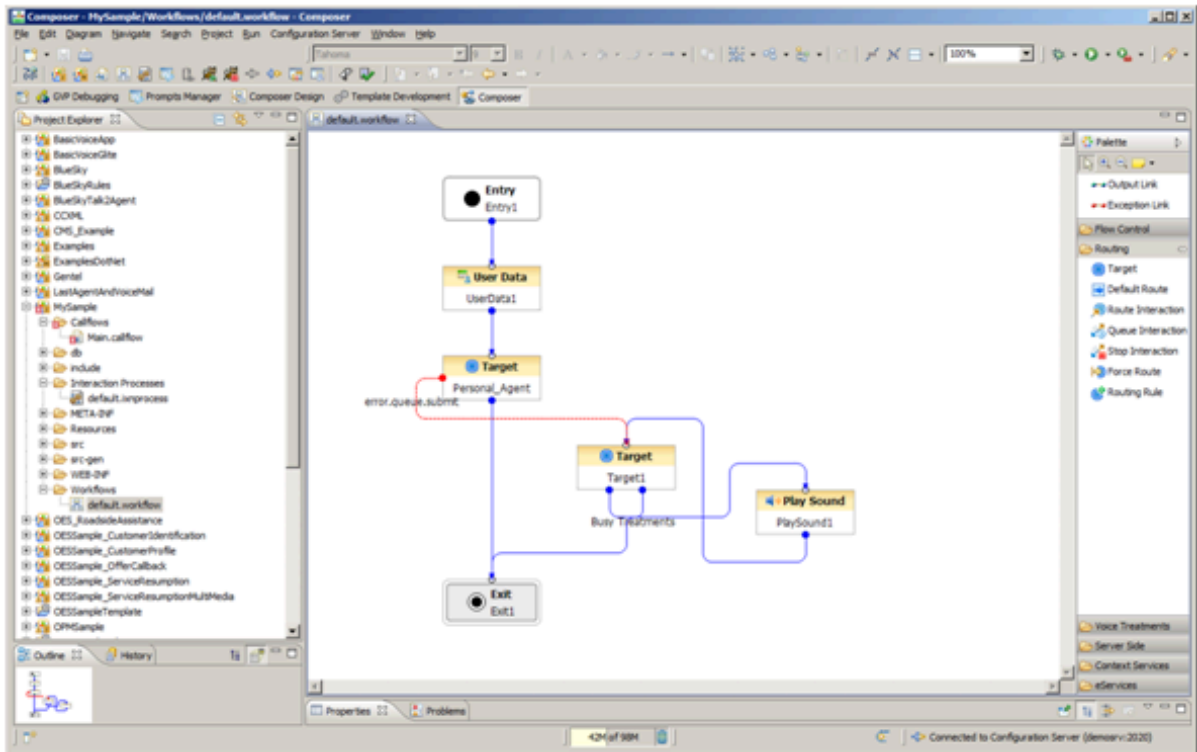 Composer - MySample/Workflows/default.workflow - Composer
File Edit Diagram Navigate Search Project Run Configuration Server Window Help
Tahoma 9 B I A 100%
GVP Debugging Prompts Manager Composer Design Template Development Composer
Project Explorer
default.workflow
BasicVoiceApp
BasicVoiceGlite
BlueSky
BlueSkyRules
BlueSkyTalk2Agent
CCXML
CMS_Example
Examples
ExamplesDotNet
Gentel
LastAgentAndVoiceMail
MySample
Callflows
Main.callflow
db
include
Interaction Processes
default.ixnprocess
META-INF
Resources
src
src-gen
WEB-INF
Workflows
default.workflow
OES_RoadsideAssistance
OESSample_CustomerIdentification
OESSample_CustomerProfile
OESSample_OfferCallback
OESSample_ServiceResumption
OESSample_ServiceResumptionMultiMedia
OESSampleTemplate
OPMSample
Outline History
Entry
Entry1
User Data
UserData1
Target
Personal_Agent
error.queue.submit
Target
Target1
Busy Treatments
Play Sound
PlaySound1
Exit
Exit1
Palette
Output Link
Exception Link
Flow Control
Routing
Target
Default Route
Route Interaction
Queue Interaction
Stop Interaction
Force Route
Routing Rule
Voice Treatments
Server Side
Context Services
eServices
Properties Problems
42M of 98M
Connected to Configuration Server (demosrv:2020)